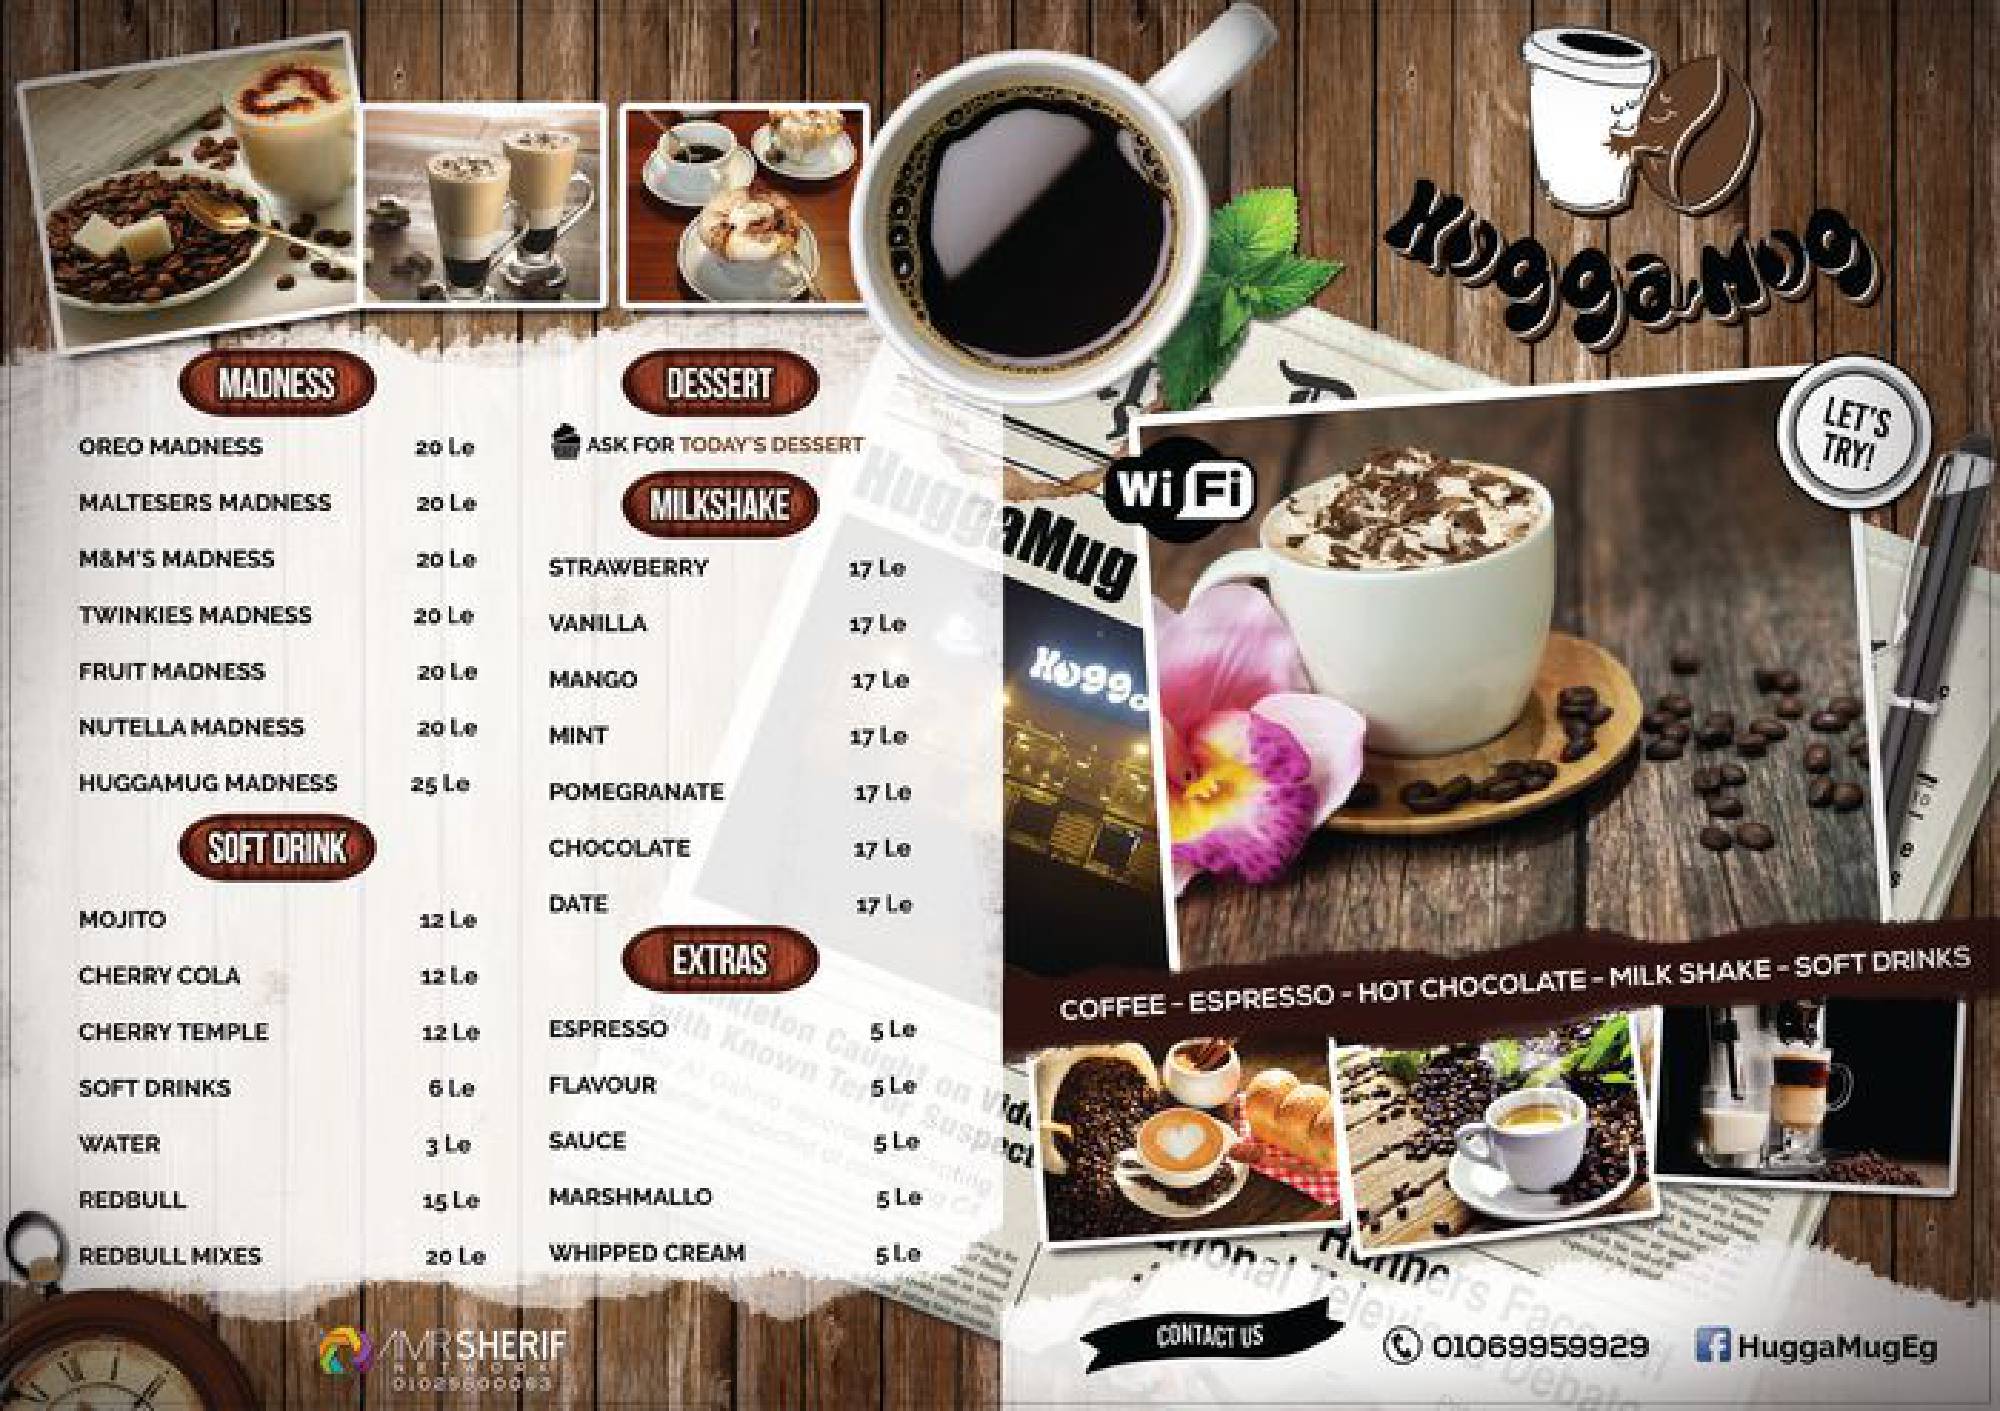 MADNESS
OREO MADNESS 20 Le
MALTESERS MADNESS 20 Le
M&M'S MADNESS 20 Le
TWINKIES MADNESS 20 Le
FRUIT MADNESS 20 Le
NUTELLA MADNESS 20 Le
HUGGAMUG MADNESS 25 Le
SOFT DRINK
MOJITO 12 Le
CHERRY COLA 12 Le
CHERRY TEMPLE 12 Le
SOFT DRINKS 6 Le
WATER 3 Le
REDBULL 15 Le
REDBULL MIXES 20 Le
DESSERT
ASK FOR TODAY'S DESSERT
MILKSHAKE
STRAWBERRY 17 Le
VANILLA 17 Le
MANGO 17 Le
MINT 17 Le
POMEGRANATE 17 Le
CHOCOLATE 17 Le
DATE 17 Le
EXTRAS
ESPRESSO 5 Le
FLAVOUR 5 Le
SAUCE 5 Le
MARSHMALLO 5 Le
WHIPPED CREAM 5 Le
AMR SHERIF
NETWORK
HuggaMug
LET'S
TRY!
Wi Fi
HuggaMug
Hugga
with Known Terror Suspect
COFFEE - ESPRESSO - HOT CHOCOLATE - MILK SHAKE - SOFT DRINKS
CONTACT US
01069959929
HuggaMugEg